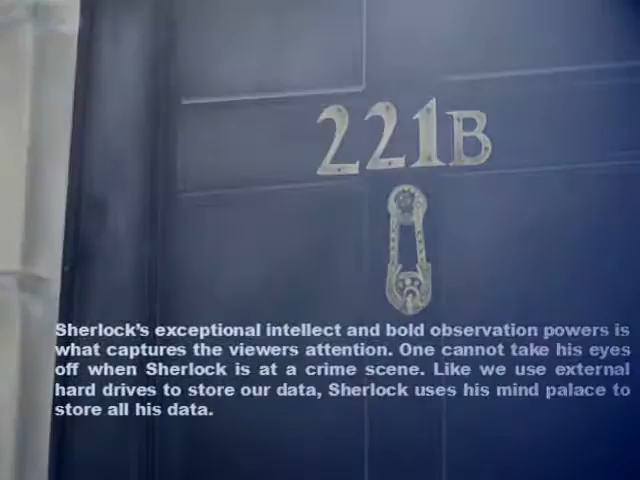 221B
Sherlock's exceptional intellect and bold observation powers is
what captures the viewers attention. One cannot take his eyes
off when Sherlock is at a crime scene. Like we use external
hard drives to store our data, Sherlock uses his mind palace to
store all his data.